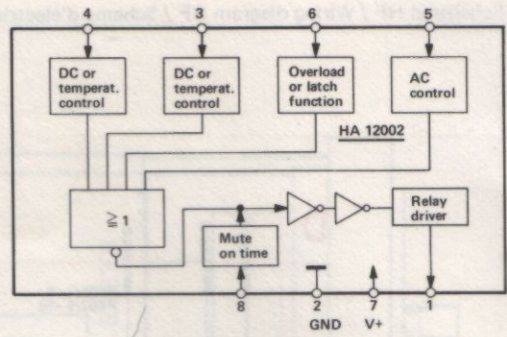 4
3
5
DC or
temperat.
control
DC or
temperat.
control
Overload
or latch
function
AC
control
HA 12002
≧ 1
Mute
on time
Relay
driver
8
2
7
1
GND
V+